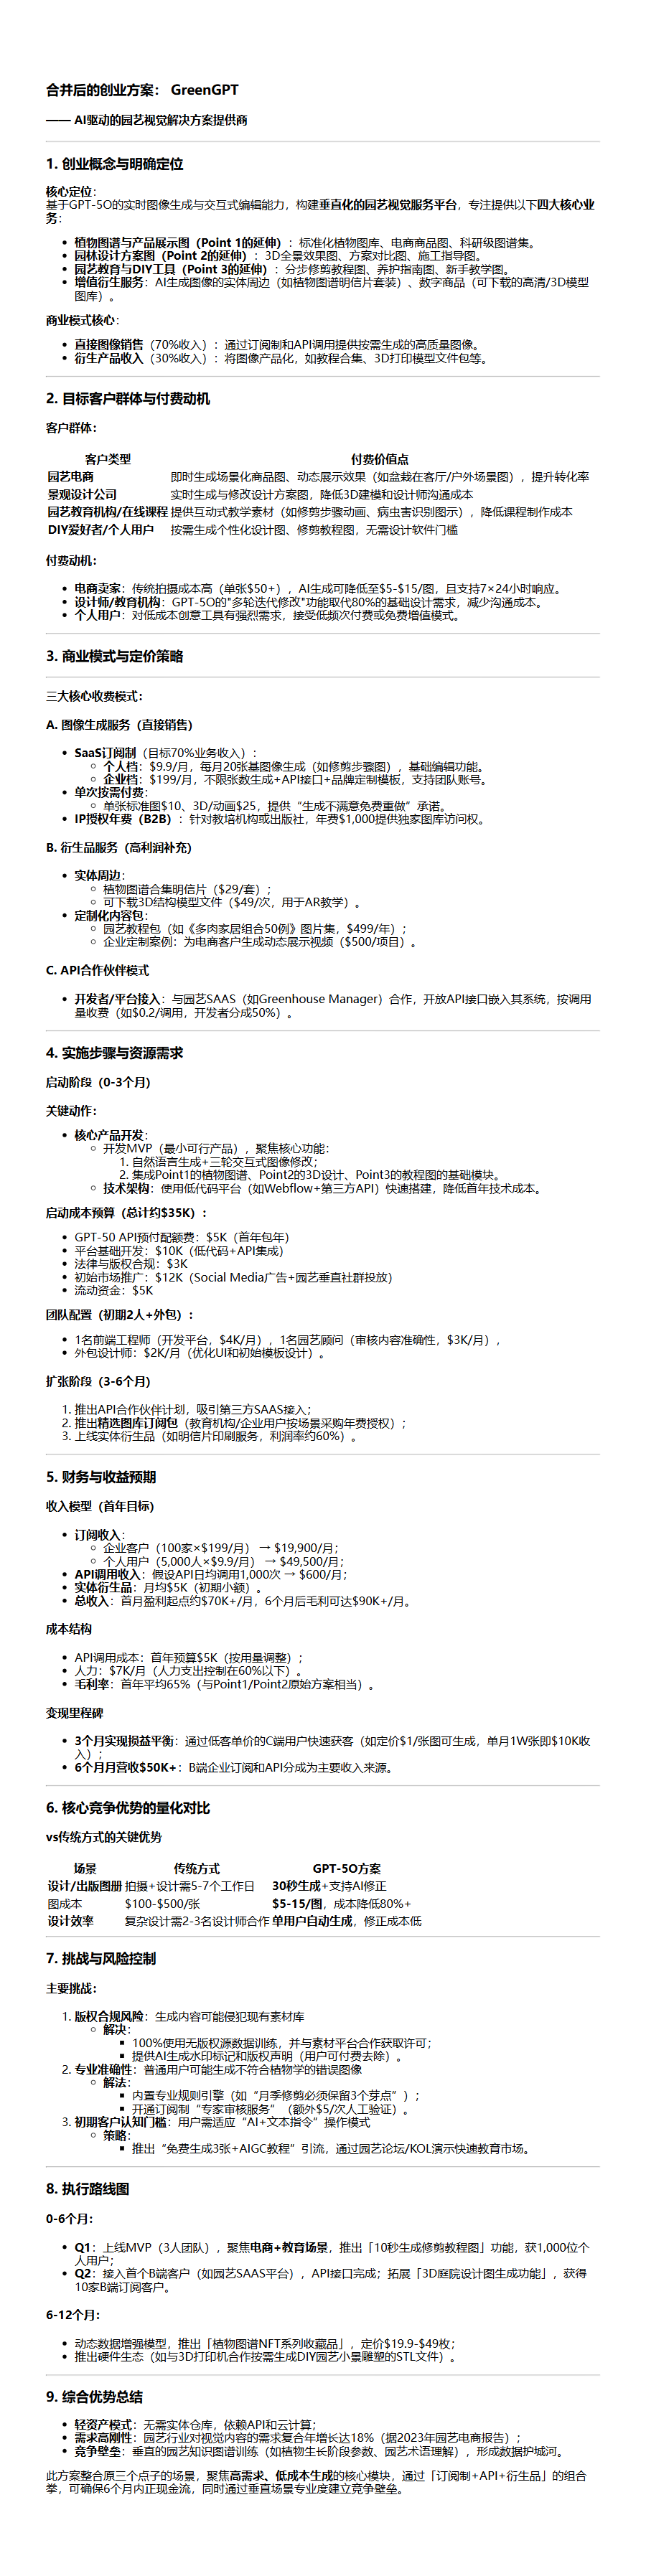 合并后的创业方案： GreenGPT
—— AI驱动的园艺视觉解决方案提供商
1. 创业概念与明确定位
核心定位：
基于GPT-5O的实时图像生成与交互式编辑能力，构建垂直化的园艺视觉服务平台，专注提供以下四大核心业
务：
• 植物图谱与产品展示图（Point 1的延伸）：标准化植物图库、电商商品图、科研级图谱集。
• 园林设计方案图（Point 2的延伸）：3D全景效果图、方案对比图、施工指导图。
• 园艺教育与DIY工具（Point 3的延伸）：分步修剪教程图、养护指南图、新手教学图。
• 增值衍生服务：AI生成图像的实体周边（如植物图谱明信片套装）、数字商品（可下载的高清/3D模型
图库）。
商业模式核心：
• 直接图像销售（70%收入）：通过订阅制和API调用提供按需生成的高质量图像。
• 衍生产品收入（30%收入）：将图像产品化，如教程合集、3D打印模型文件包等。
2. 目标客户群体与付费动机
客户群体：
客户类型 付费价值点
园艺电商 即时生成场景化商品图、动态展示效果（如盆栽在客厅/户外场景图），提升转化率
景观设计公司 实时生成与修改设计方案图，降低3D建模和设计师沟通成本
园艺教育机构/在线课程 提供互动式教学素材（如修剪步骤动画、病虫害识别图示），降低课程制作成本
DIY爱好者/个人用户 按需生成个性化设计图、修剪教程图，无需设计软件门槛
付费动机：
• 电商卖家：传统拍摄成本高（单张$50+），AI生成可降低至$5-$15/图，且支持7×24小时响应。
• 设计师/教育机构：GPT-5O的"多轮迭代修改"功能取代80%的基础设计需求，减少沟通成本。
• 个人用户：对低成本创意工具有强烈需求，接受低频次付费或免费增值模式。
3. 商业模式与定价策略
三大核心收费模式：
A. 图像生成服务（直接销售）
• SaaS订阅制（目标70%业务收入）：
◦ 个人档：$9.9/月，每月20张基图像生成（如修剪步骤图），基础编辑功能。
◦ 企业档：$199/月，不限张数生成+API接口+品牌定制模板，支持团队账号。
• 单次按需付费：
◦ 单张标准图$10、3D/动画$25，提供“生成不满意免费重做”承诺。
• IP授权年费（B2B）：针对教培机构或出版社，年费$1,000提供独家图库访问权。
B. 衍生品服务（高利润补充）
• 实体周边：
◦ 植物图谱合集明信片（$29/套）；
◦ 可下载3D结构模型文件（$49/次，用于AR教学）。
• 定制化内容包：
◦ 园艺教程包（如《多肉家居组合50例》图片集，$499/年）；
◦ 企业定制案例：为电商客户生成动态展示视频（$500/项目）。
C. API合作伙伴模式
• 开发者/平台接入：与园艺SAAS（如Greenhouse Manager）合作，开放API接口嵌入其系统，按调用
量收费（如$0.2/调用，开发者分成50%）。
4. 实施步骤与资源需求
启动阶段（0-3个月）
关键动作：
• 核心产品开发：
◦ 开发MVP（最小可行产品），聚焦核心功能：
1. 自然语言生成+三轮交互式图像修改；
2. 集成Point1的植物图谱、Point2的3D设计、Point3的教程图的基础模块。
◦ 技术架构：使用低代码平台（如Webflow+第三方API）快速搭建，降低首年技术成本。
启动成本预算（总计约$35K）：
• GPT-50 API预付配额费：$5K（首年包年）
• 平台基础开发：$10K（低代码+API集成）
• 法律与版权合规：$3K
• 初始市场推广：$12K（Social Media广告+园艺垂直社群投放）
• 流动资金：$5K
团队配置（初期2人+外包）：
• 1名前端工程师（开发平台，$4K/月），1名园艺顾问（审核内容准确性，$3K/月），
• 外包设计师：$2K/月（优化UI和初始模板设计）。
扩张阶段（3-6个月）
1. 推出API合作伙伴计划，吸引第三方SAAS接入；
2. 推出精选图库订阅包（教育机构/企业用户按场景采购年费授权）；
3. 上线实体衍生品（如明信片印刷服务，利润率约60%）。
5. 财务与收益预期
收入模型（首年目标）
• 订阅收入：
◦ 企业客户（100家×$199/月） → $19,900/月；
◦ 个人用户（5,000人×$9.9/月） → $49,500/月；
• API调用收入：假设API日均调用1,000次 → $600/月；
• 实体衍生品：月均$5K（初期小额）。
• 总收入：首月盈利起点约$70K+/月，6个月后毛利可达$90K+/月。
成本结构
• API调用成本：首年预算$5K（按用量调整）；
• 人力：$7K/月（人力支出控制在60%以下）。
• 毛利率：首年平均65%（与Point1/Point2原始方案相当）。
变现里程碑
• 3个月实现损益平衡：通过低客单价的C端用户快速获客（如定价$1/张图可生成，单月1W张即$10K收
入）；
• 6个月月营收$50K+：B端企业订阅和API分成为主要收入来源。
6. 核心竞争优势的量化对比
vs传统方式的关键优势
场景 传统方式 GPT-5O方案
设计/出版图册 拍摄+设计需5-7个工作日 30秒生成+支持AI修正
图成本 $100-$500/张 $5-15/图，成本降低80%+
设计效率 复杂设计需2-3名设计师合作 单用户自动生成，修正成本低
7. 挑战与风险控制
主要挑战：
1. 版权合规风险：生成内容可能侵犯现有素材库
◦ 解决：
▪ 100%使用无版权源数据训练，并与素材平台合作获取许可；
▪ 提供AI生成水印标记和版权声明（用户可付费去除）。
2. 专业准确性：普通用户可能生成不符合植物学的错误图像
◦ 解法：
▪ 内置专业规则引擎（如“月季修剪必须保留3个芽点”）；
▪ 开通订阅制“专家审核服务”（额外$5/次人工验证）。
3. 初期客户认知门槛：用户需适应“AI+文本指令”操作模式
◦ 策略：
▪ 推出“免费生成3张+AIGC教程”引流，通过园艺论坛/KOL演示快速教育市场。
8. 执行路线图
0-6个月：
• Q1：上线MVP（3人团队），聚焦电商+教育场景，推出「10秒生成修剪教程图」功能，获1,000位个
人用户；
• Q2：接入首个B端客户（如园艺SAAS平台），API接口完成；拓展「3D庭院设计图生成功能」，获得
10家B端订阅客户。
6-12个月：
• 动态数据增强模型，推出「植物图谱NFT系列收藏品」，定价$19.9-$49枚；
• 推出硬件生态（如与3D打印机合作按需生成DIY园艺小景雕塑的STL文件）。
9. 综合优势总结
• 轻资产模式：无需实体仓库，依赖API和云计算；
• 需求高刚性：园艺行业对视觉内容的需求复合年增长达18%（据2023年园艺电商报告）；
• 竞争壁垒：垂直的园艺知识图谱训练（如植物生长阶段参数、园艺术语理解），形成数据护城河。
此方案整合原三个点子的场景，聚焦高需求、低成本生成的核心模块，通过「订阅制+API+衍生品」的组合
拳，可确保6个月内正现金流，同时通过垂直场景专业度建立竞争壁垒。